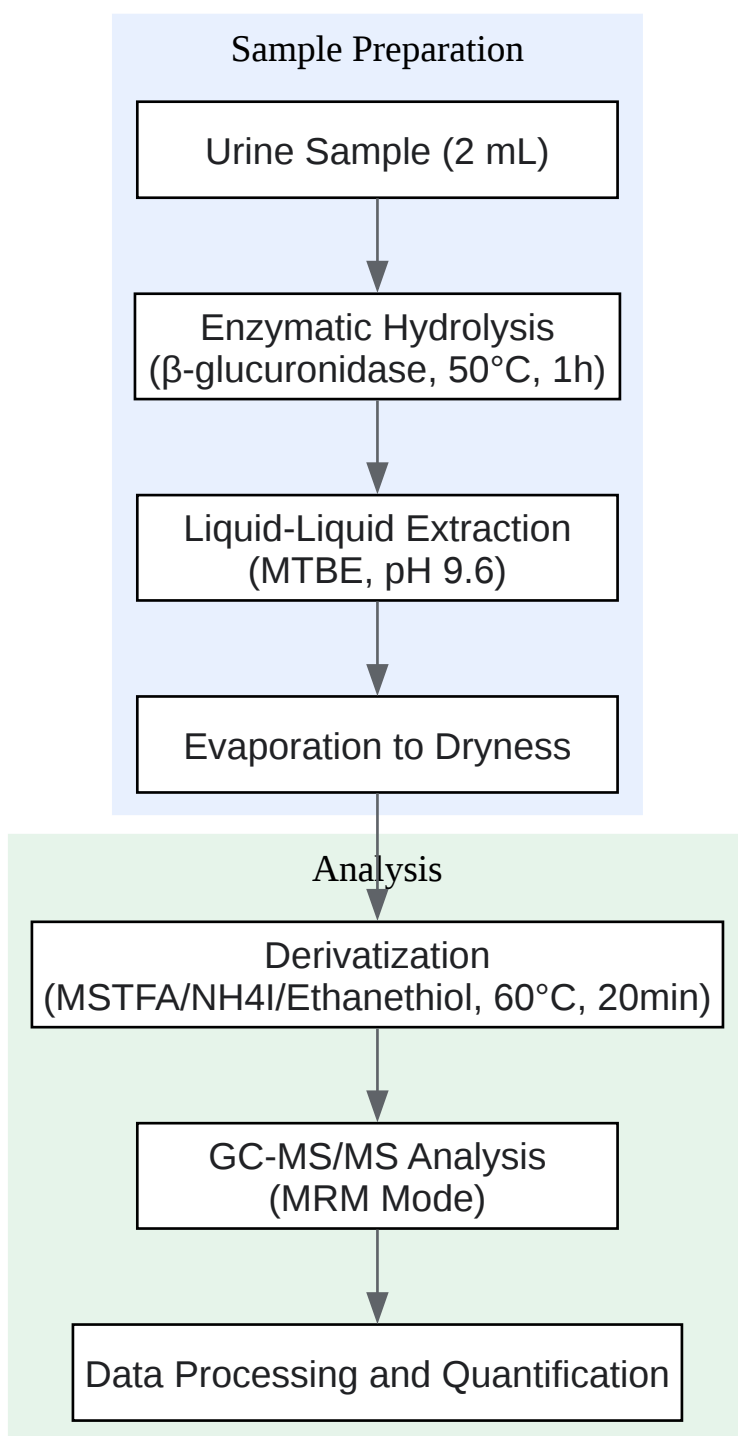 Sample Preparation
Urine Sample (2 mL)
Enzymatic Hydrolysis
(β-glucuronidase, 50°C, 1h)
Liquid-Liquid Extraction
(MTBE, pH 9.6)
Evaporation to Dryness
Analysis
Derivatization
(MSTFA/NH4I/Ethanethiol, 60°C, 20min)
GC-MS/MS Analysis
(MRM Mode)
Data Processing and Quantification